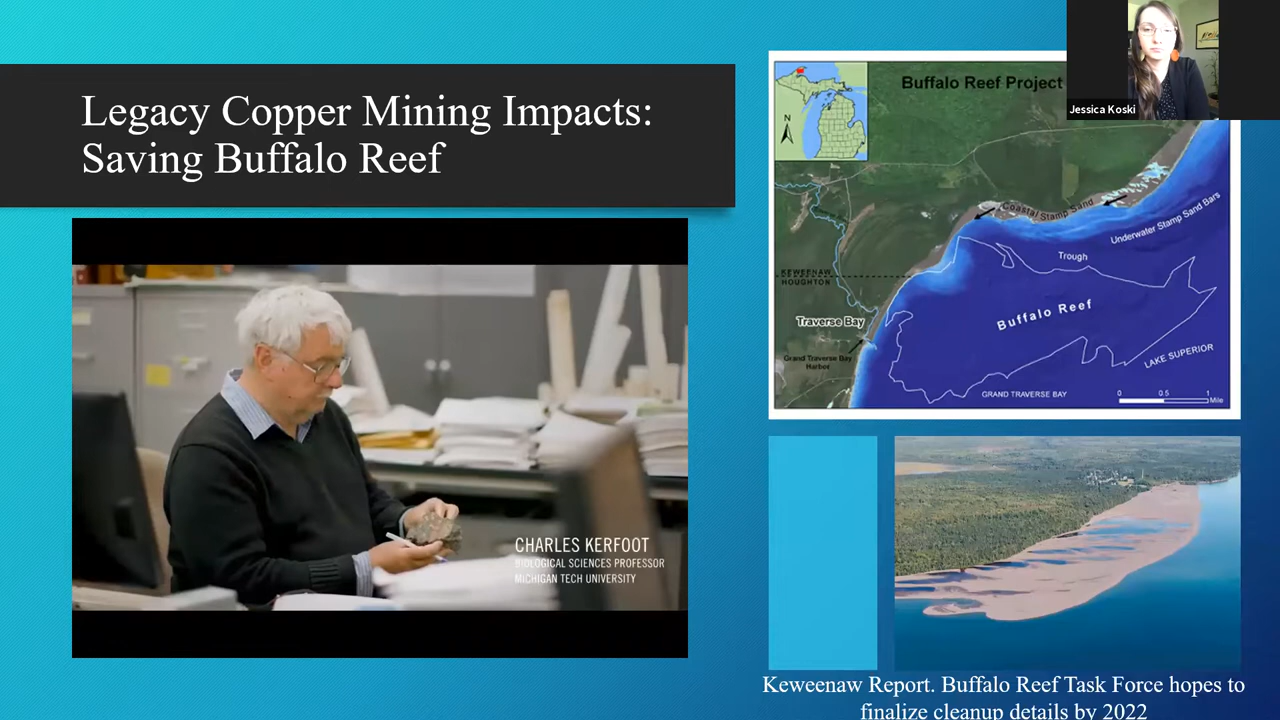 Legacy Copper Mining Impacts:
Saving Buffalo Reef
CHARLES KERFOOT
BIOLOGICAL SCIENCES PROFESSOR
MICHIGAN TECH UNIVERSITY
Jessica Koski
Buffalo Reef Project
N
Coastal Stamp Sand
Underwater Stamp Sand Bars
Trough
KEWEENAW
HOUGHTON
Buffalo Reef
Traverse Bay
Grand Traverse Bay
Harbor
LAKE SUPERIOR
GRAND TRAVERSE BAY
0 0.5 1
Mile
Keweenaw Report. Buffalo Reef Task Force hopes to
finalize cleanup details by 2022